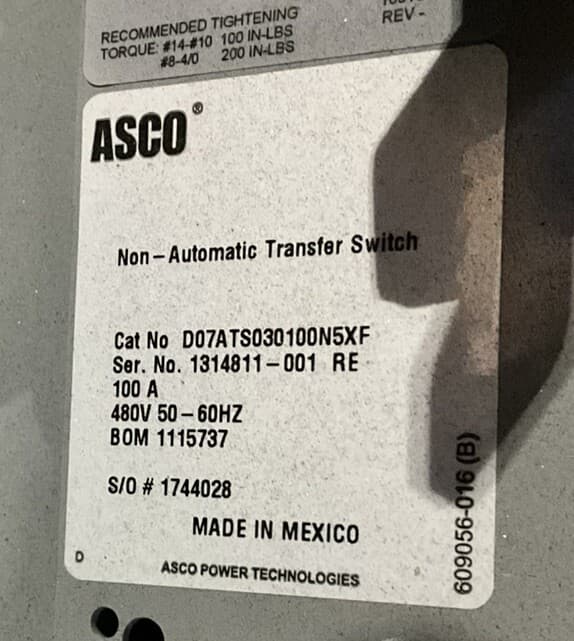 RECOMMENDED TIGHTENING
TORQUE: #14-#10 100 IN-LBS
#8-4/0 200 IN-LBS
REV -
ASCO®
Non-Automatic Transfer Switch
Cat No D07ATS030100N5XF
Ser. No. 1314811-001 RE
100 A
480V 50-60HZ
BOM 1115737
S/O # 1744028
MADE IN MEXICO
D
ASCO POWER TECHNOLOGIES
609056-016 (B)